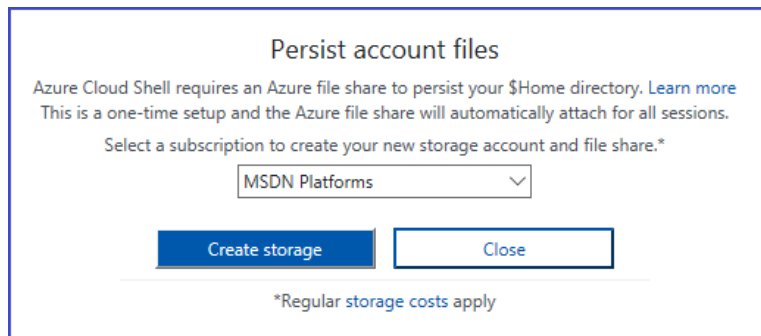 Persist account files
Azure Cloud Shell requires an Azure file share to persist your $Home directory. Learn more
This is a one-time setup and the Azure file share will automatically attach for all sessions.
Select a subscription to create your new storage account and file share.*
MSDN Platforms
Create storage
Close
*Regular storage costs apply